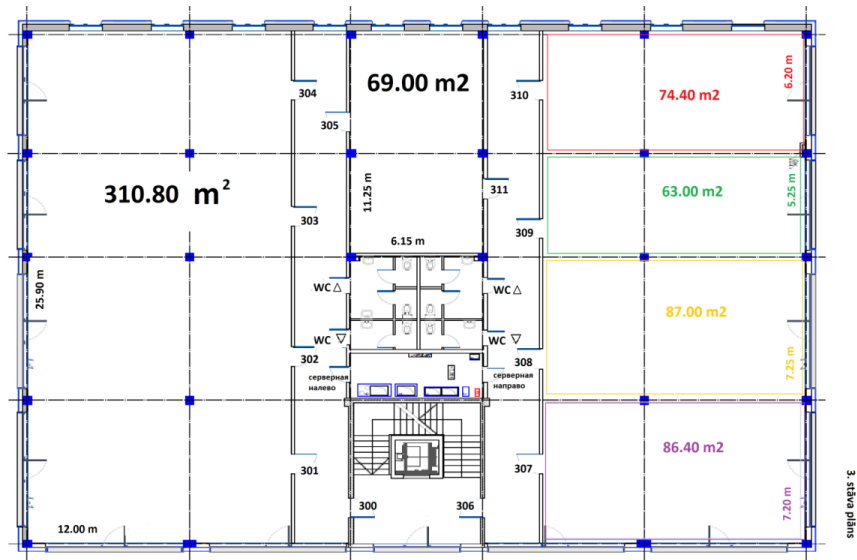 304
305
69.00 m2
310
74.40 m2
6.20 m
310.80 m²
303
11.25 m
6.15 m
311
309
63.00 m2
5.25 m
25.90 m
WC △
WC △
87.00 m2
WC ▽
WC ▽
302
серверная
налево
308
серверная
направо
7.25 m
301
307
86.40 m2
7.20 m
12.00 m
300
306
3. stāva plāns